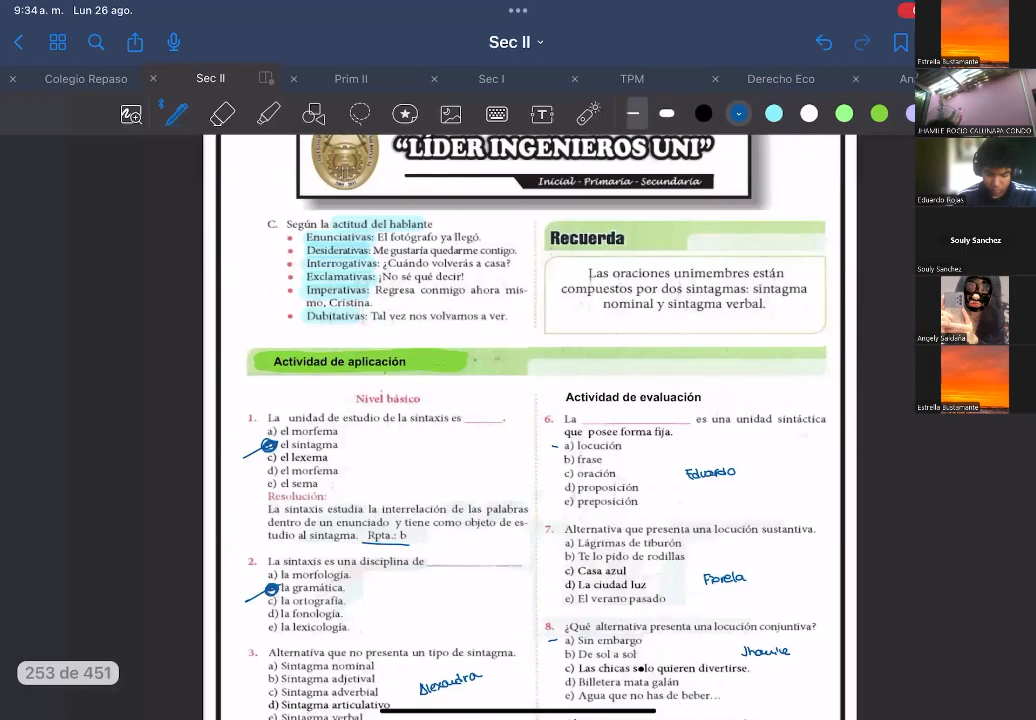 9:34 a. m.   Lun 26 ago.
Sec II
Colegio Repaso
Sec II
Prim II
Sec I
TPM
Derecho Eco
An
“LÍDER INGENIEROS UNI”
Inicial - Primaria - Secundaria
C. Según la actitud del hablante
• Enunciativas: El fotógrafo ya llegó.
• Desiderativas: Me gustaría quedarme contigo.
• Interrogativas: ¿Cuándo volverás a casa?
• Exclamativas: ¡No sé qué decir!
• Imperativas: Regresa conmigo ahora mis-
mo, Cristina.
• Dubitativas: Tal vez nos volvamos a ver.
Recuerda
Las oraciones unimembres están
compuestos por dos sintagmas: sintagma
nominal y sintagma verbal.
Actividad de aplicación
Nivel básico
1. La unidad de estudio de la sintaxis es ______.
a) el morfema
el sintagma
c) el lexema
d) el morfema
e) el sema
Resolución:
La sintaxis estudia la interrelación de las palabras
dentro de un enunciado y tiene como objeto de es-
tudio al sintagma. Rpta.: b
2. La sintaxis es una disciplina de ______________
a) la morfología.
la gramática.
c) la ortografía.
d) la fonología.
e) la lexicología.
3. Alternativa que no presenta un tipo de sintagma.
a) Sintagma nominal
b) Sintagma adjetival
c) Sintagma adverbial
d) Sintagma articulativo
e) Sintagma verbal
Alexandra
Actividad de evaluación
6. La ________________ es una unidad sintáctica
que posee forma fija.
a) locución
b) frase
c) oración
d) proposición
e) preposición
Eduardo
7. Alternativa que presenta una locución sustantiva.
a) Lágrimas de tiburón
b) Te lo pido de rodillas
c) Casa azul
d) La ciudad luz
e) El verano pasado
Fiorela
8. ¿Qué alternativa presenta una locución conjuntiva?
a) Sin embargo
b) De sol a sol
c) Las chicas solo quieren divertirse.
d) Billetera mata galán
e) Agua que no has de beber...
253 de 451
Estrella Bustamante
JHAMILE ROCIO CALLINAPA CONDO
Eduardo Rojas
Souly Sanchez
Souly Sanchez
Angely Saldaña
Estrella Bustamante